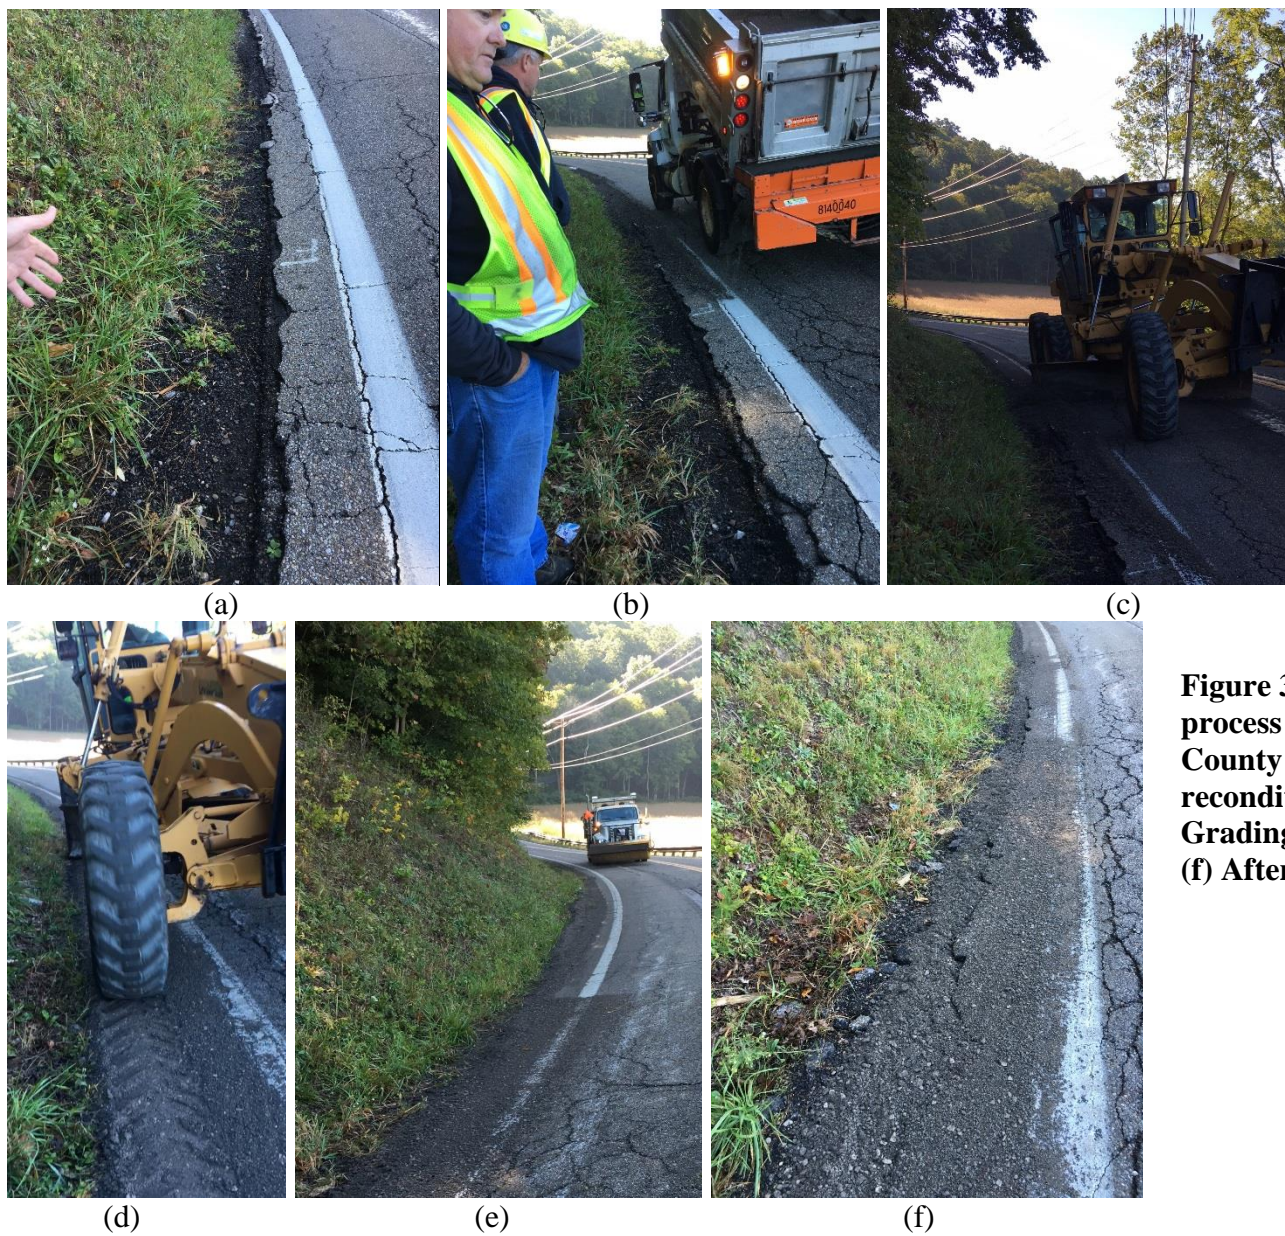 8140040
(a)
(b)
(c)
Figure 3
process
County
recondi
Grading
(f) After
(d)
(e)
(f)